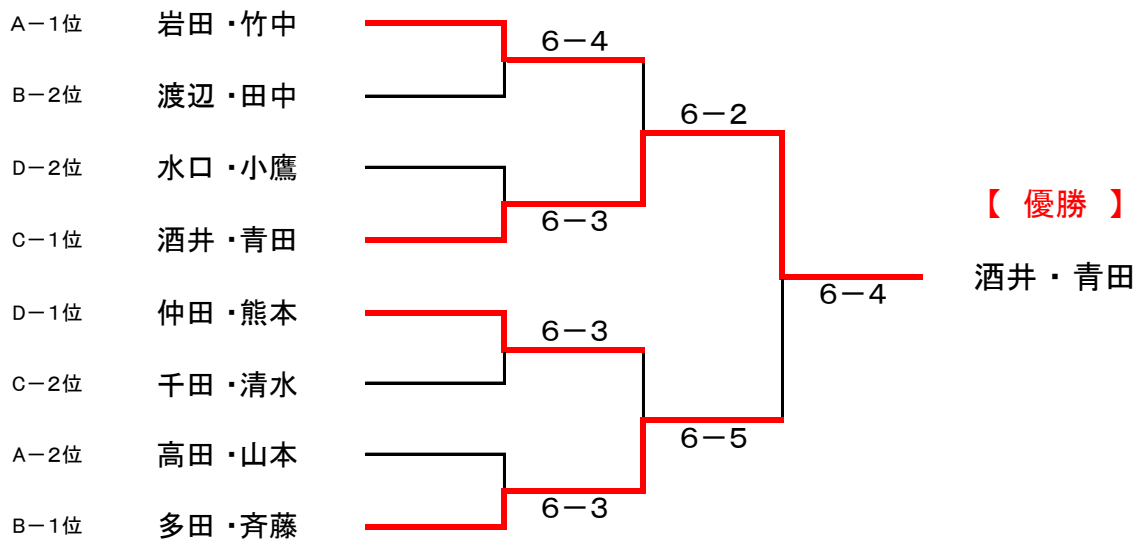 A－1位 岩田・竹中
6－4
B－2位 渡辺・田中
6－2
D－2位 水口・小鷹
【 優勝 】
6－3
C－1位 酒井・青田
酒井・青田
6－4
D－1位 仲田・熊本
6－3
C－2位 千田・清水
6－5
A－2位 高田・山本
6－3
B－1位 多田・斉藤